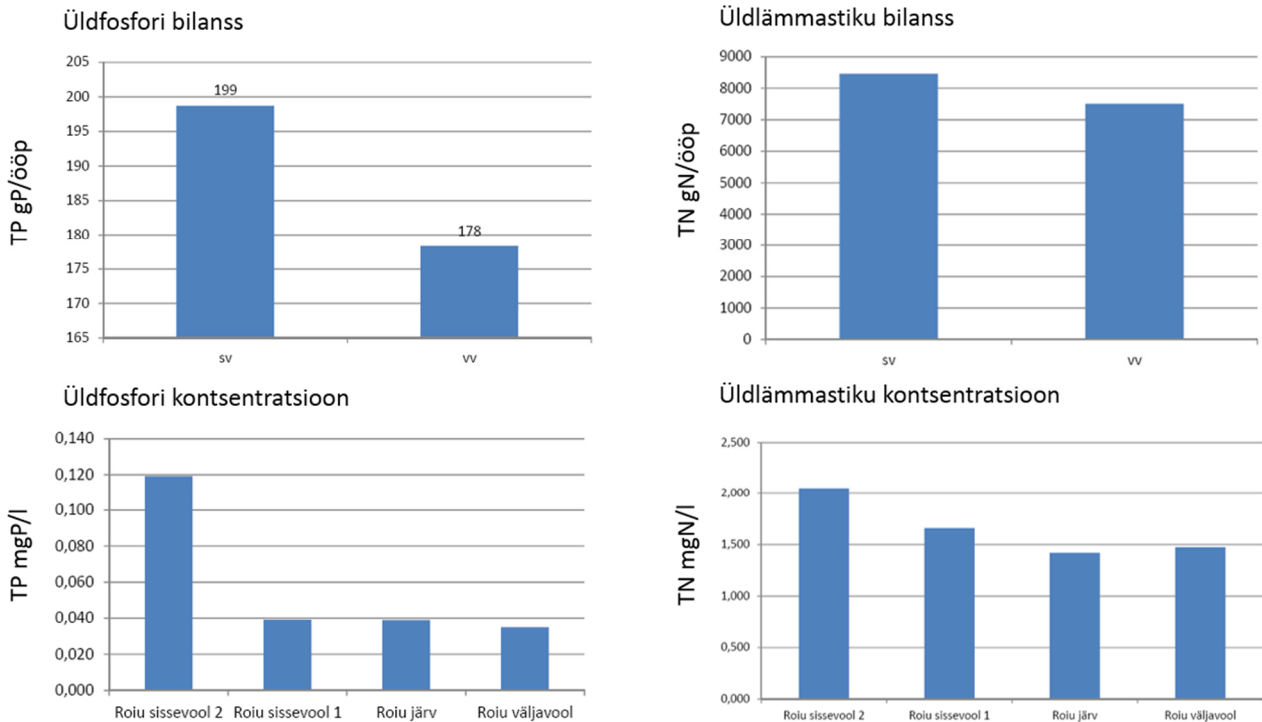 Üldfosfori bilanss
TP gP/ööp
205
200
195
190
185
180
175
170
165
199
178
sv
vv
Üldlämmastiku bilanss
TN gN/ööp
9000
8000
7000
6000
5000
4000
3000
2000
1000
0
sv
vv
Üldfosfori kontsentratsioon
TP mgP/l
0,140
0,120
0,100
0,080
0,060
0,040
0,020
0,000
Roiu sissevool 2
Roiu sissevool 1
Roiu järv
Roiu väljavool
Üldlämmastiku kontsentratsioon
TN mgN/l
2,500
2,000
1,500
1,000
0,500
0,000
Roiu sissevool 2
Roiu sissevool 1
Roiu järv
Roiu väljavool